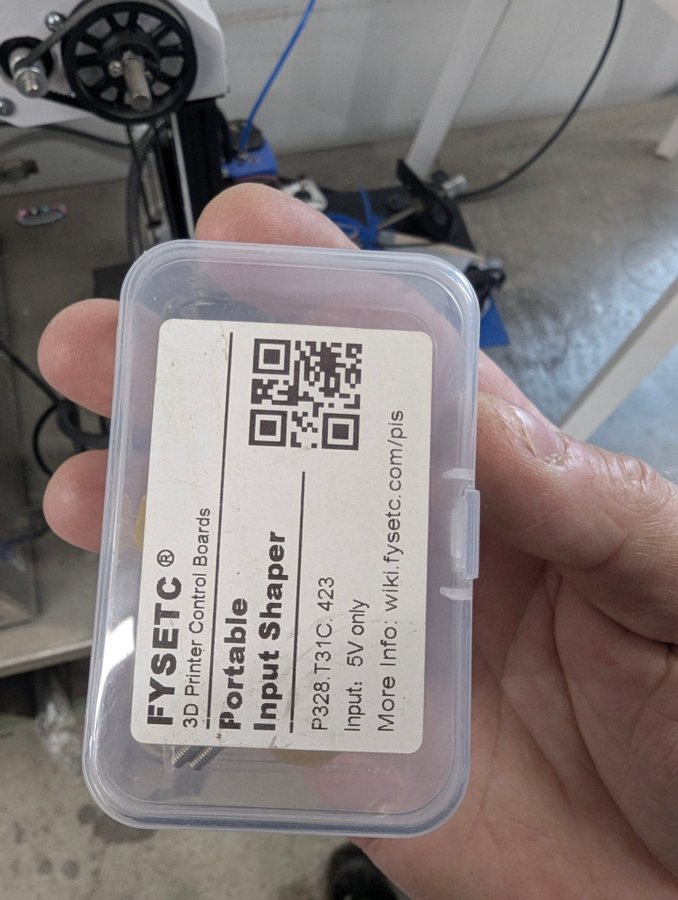 FYSETC ®
3D Printer Control Boards
Portable
Input Shaper
P328.T31C. 423
Input: 5V only
More Info: wiki.fysetc.com/pis